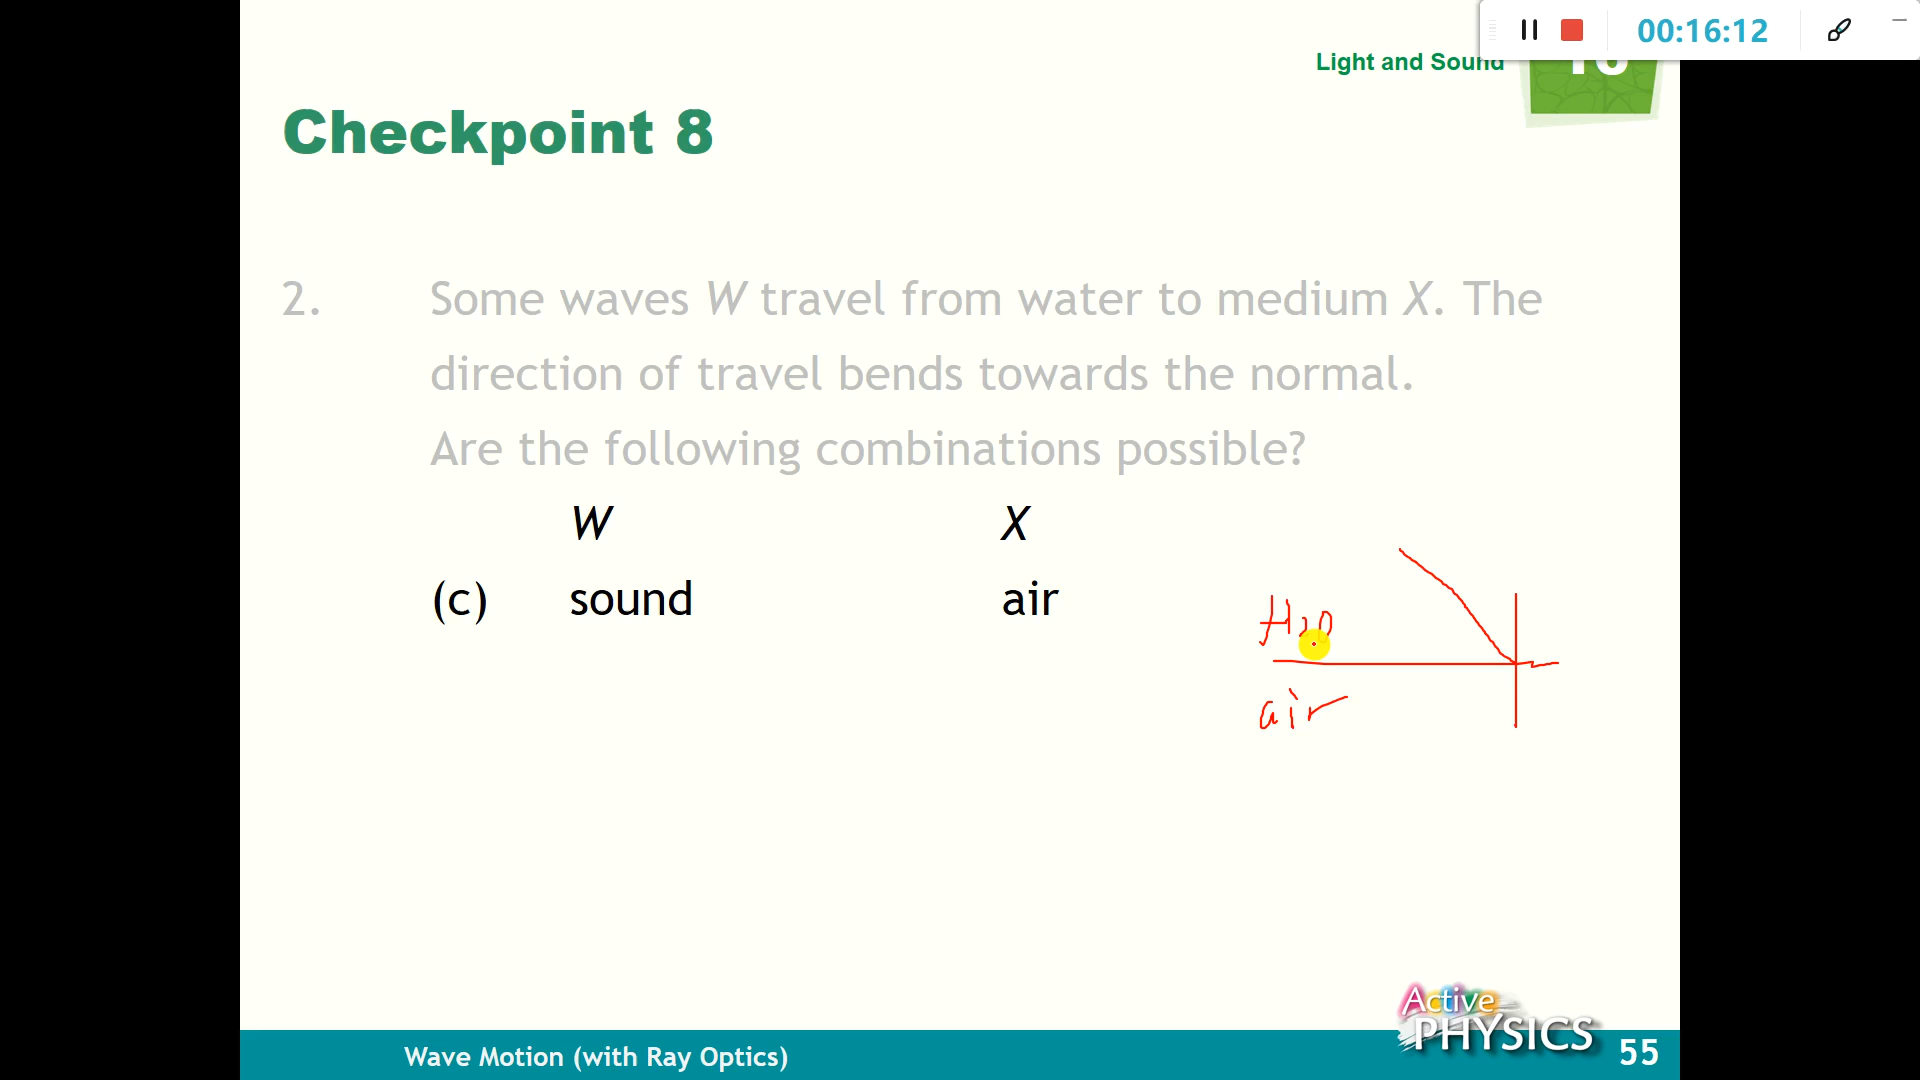 00:16:12
Light and Sound
Checkpoint 8
2. Some waves W travel from water to medium X. The
direction of travel bends towards the normal.
Are the following combinations possible?
W X
(c) sound air
H2O
air
Active
PHYSICS
Wave Motion (with Ray Optics) 55